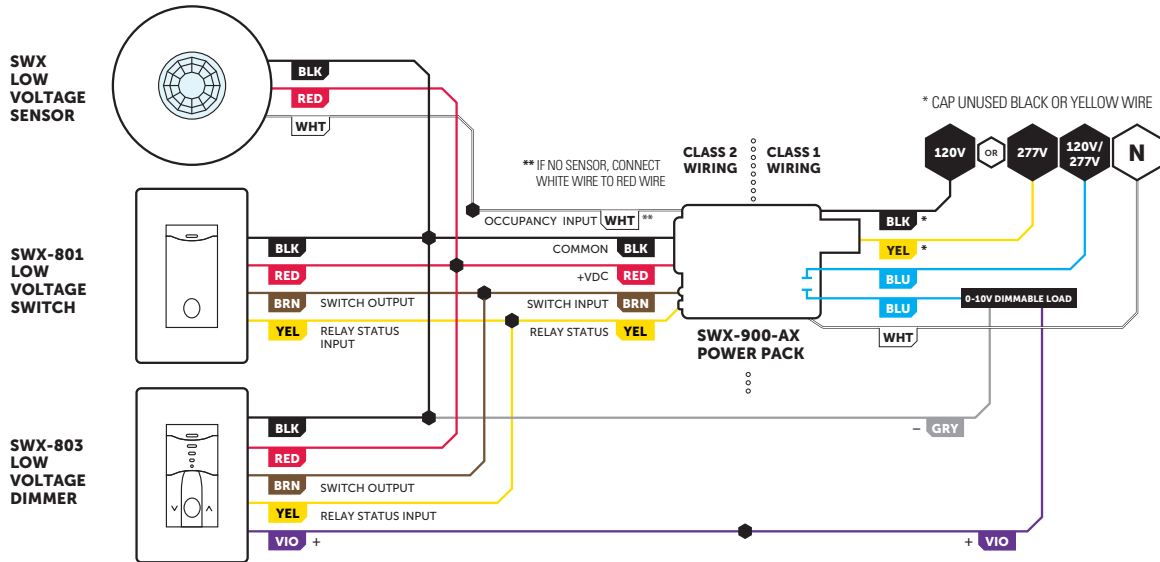 SWX
LOW
VOLTAGE
SENSOR
BLK
RED
WHT
* CAP UNUSED BLACK OR YELLOW WIRE
120V
OR
277V
120V/
277V
N
** IF NO SENSOR, CONNECT
WHITE WIRE TO RED WIRE
CLASS 2
WIRING
CLASS 1
WIRING
OCCUPANCY INPUT WHT **
COMMON BLK
+VDC RED
SWITCH INPUT BRN
RELAY STATUS YEL
BLK *
YEL *
BLU
BLU
0-10V DIMMABLE LOAD
WHT
SWX-900-AX
POWER PACK
SWX-801
LOW
VOLTAGE
SWITCH
BLK
RED
BRN SWITCH OUTPUT
YEL RELAY STATUS
INPUT
− GRY
SWX-803
LOW
VOLTAGE
DIMMER
BLK
RED
BRN SWITCH OUTPUT
YEL RELAY STATUS INPUT
VIO +
+ VIO